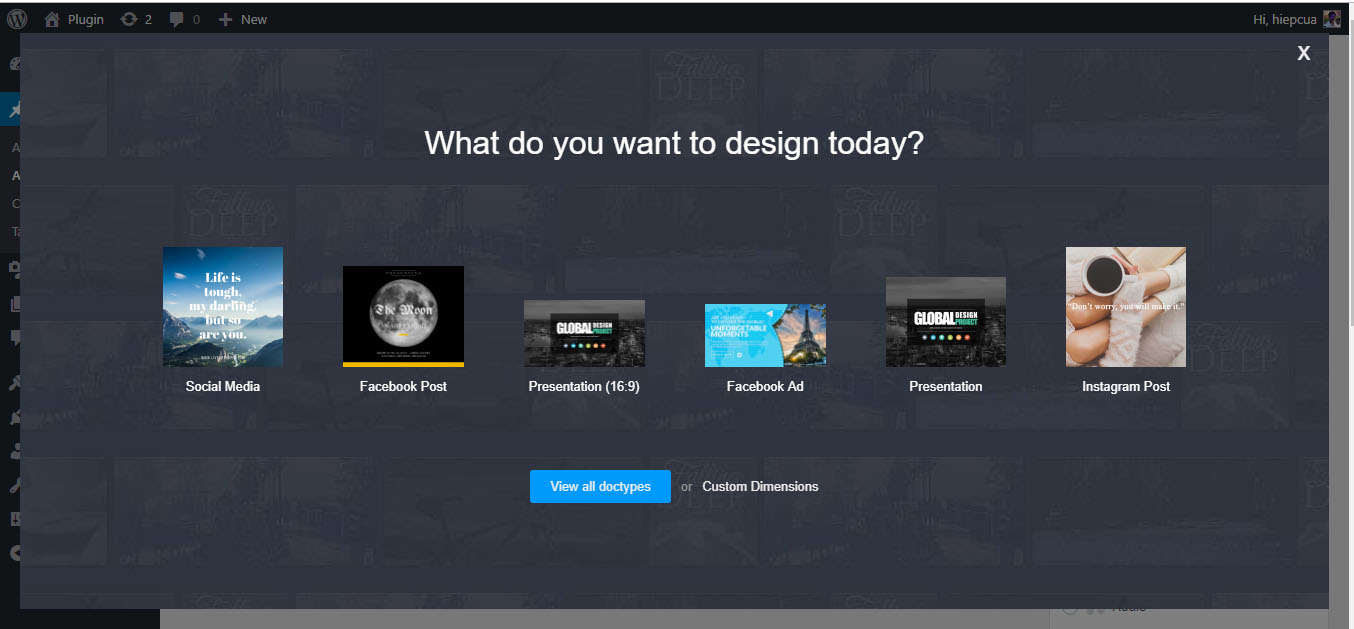 Plugin 2 0 New Hi, hiepcua
X
What do you want to design today?
Life is
tough,
my darling,
but so
are you.
The Moon
GLOBAL DESIGN
PROJECT
UNFORGETTABLE
MOMENTS
GLOBAL DESIGN
PROJECT
"Don't worry, you will make it."
Social Media Facebook Post Presentation (16:9) Facebook Ad Presentation Instagram Post
View all doctypes or Custom Dimensions
Audio